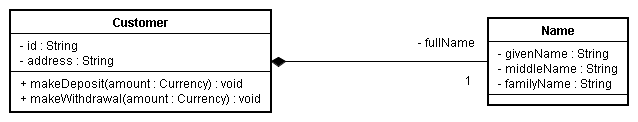 Customer
- id : String
- address : String
+ makeDeposit(amount : Currency) : void
+ makeWithdrawal(amount : Currency) : void
- fullName
1
Name
- givenName : String
- middleName : String
- familyName : String